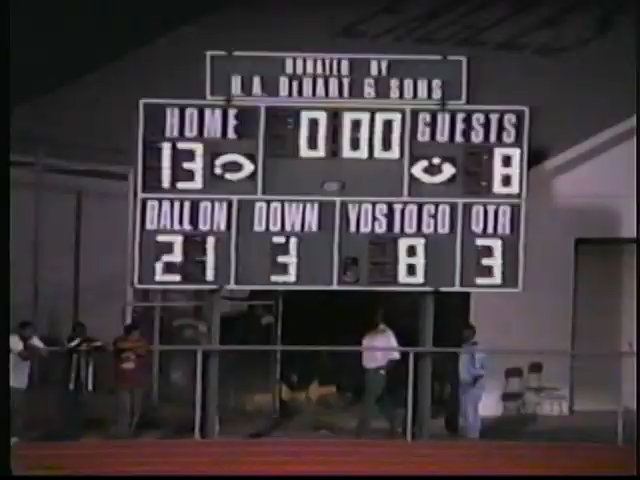 DONATED BY
H. A. DEHART & SONS
HOME 0:00 GUESTS
13 8
BALL ON DOWN YDS TO GO QTR
21 3 8 3